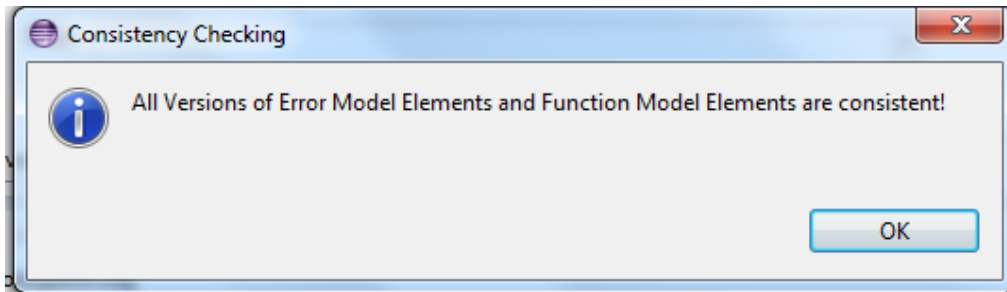 Consistency Checking
All Versions of Error Model Elements and Function Model Elements are consistent!
OK